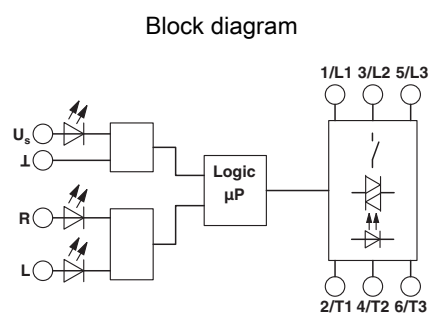 Block diagram
1/L1 3/L2 5/L3
Us
⊥
Logic
µP
R
L
2/T1 4/T2 6/T3